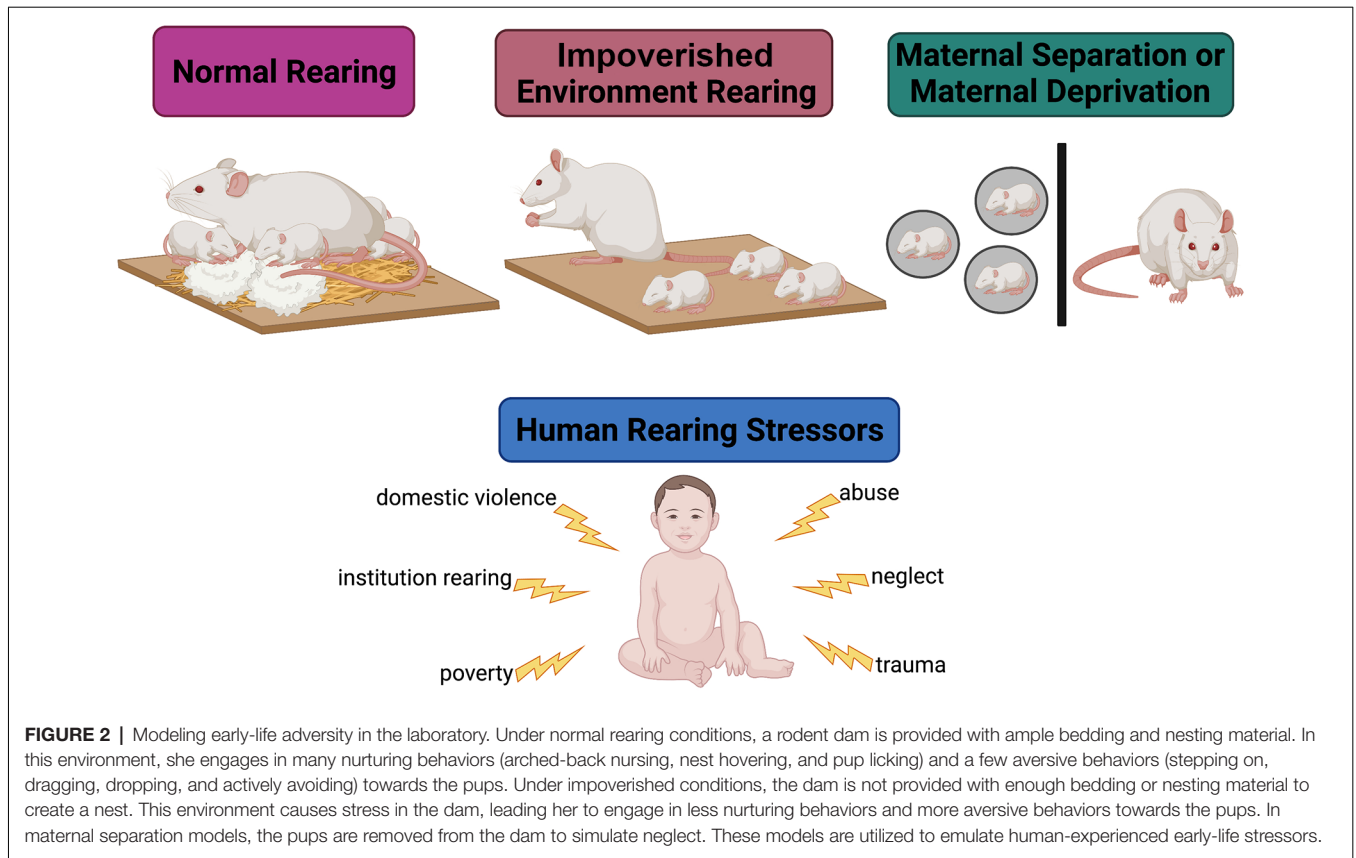 Normal Rearing
Impoverished
Environment Rearing
Maternal Separation or
Maternal Deprivation
Human Rearing Stressors
domestic violence
abuse
institution rearing
neglect
poverty
trauma
FIGURE 2 | Modeling early-life adversity in the laboratory. Under normal rearing conditions, a rodent dam is provided with ample bedding and nesting material. In
this environment, she engages in many nurturing behaviors (arched-back nursing, nest hovering, and pup licking) and a few aversive behaviors (stepping on,
dragging, dropping, and actively avoiding) towards the pups. Under impoverished conditions, the dam is not provided with enough bedding or nesting material to
create a nest. This environment causes stress in the dam, leading her to engage in less nurturing behaviors and more aversive behaviors towards the pups. In
maternal separation models, the pups are removed from the dam to simulate neglect. These models are utilized to emulate human-experienced early-life stressors.